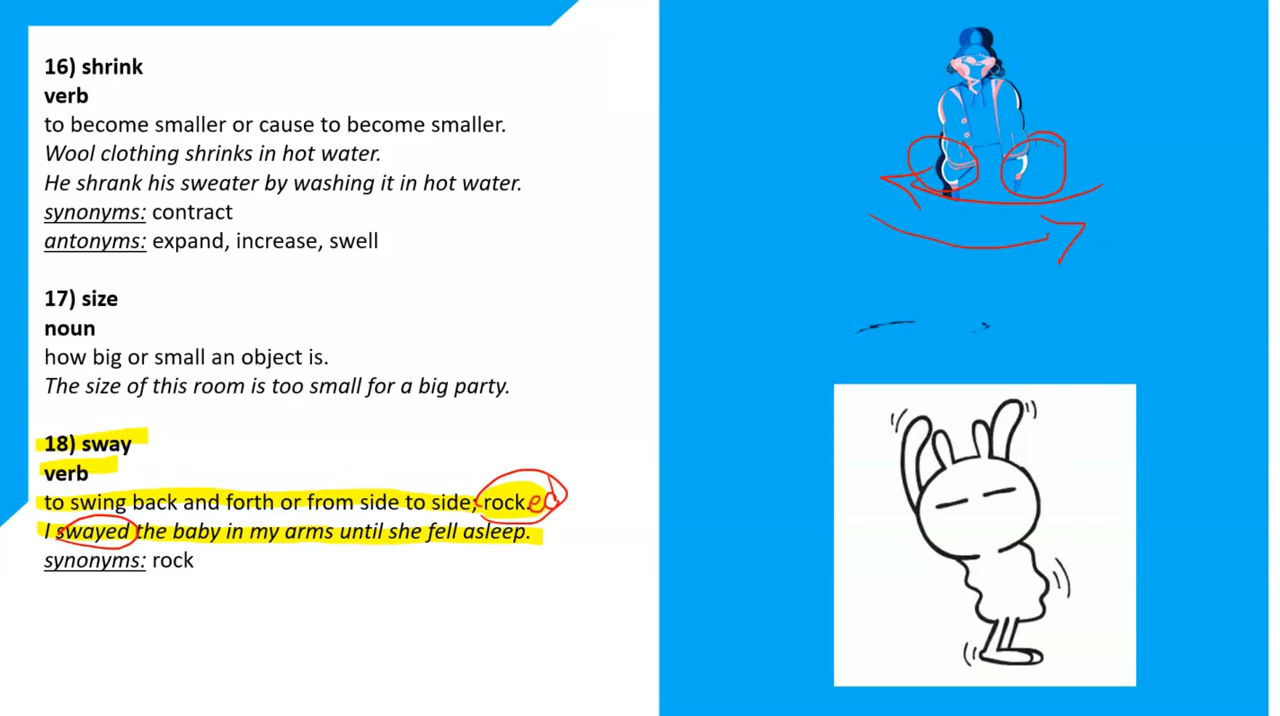 16) shrink
verb
to become smaller or cause to become smaller.
Wool clothing shrinks in hot water.
He shrank his sweater by washing it in hot water.
synonyms: contract
antonyms: expand, increase, swell
17) size
noun
how big or small an object is.
The size of this room is too small for a big party.
18) sway
verb
to swing back and forth or from side to side; rock.ed
I swayed the baby in my arms until she fell asleep.
synonyms: rock